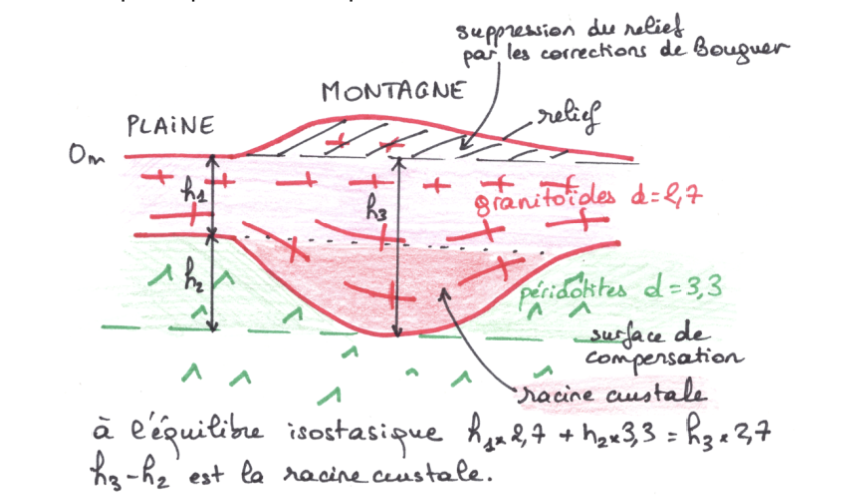 suppression du relief
par les corrections de Bouguer
MONTAGNE
relief
PLAINE
0m
h1
h3
granitoïdes d=2,7
h2
péridotites d=3,3
surface de
compensation
racine crustale
à l'équilibre isostasique h1×2,7 + h2×3,3 = h3×2,7
h3-h2 est la racine crustale.